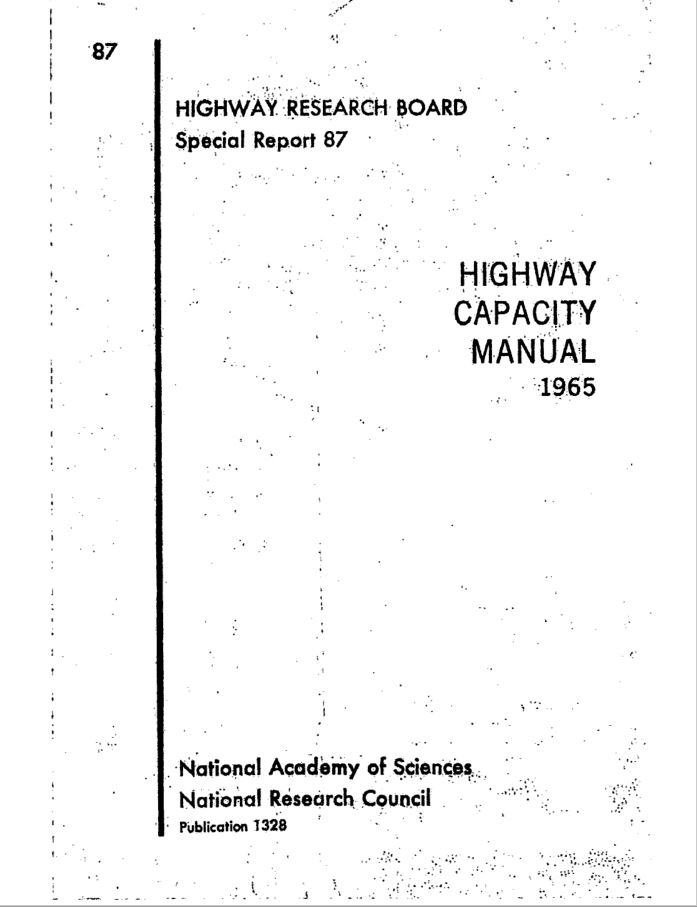 87
HIGHWAY RESEARCH BOARD
Special Report 87
HIGHWAY
CAPACITY
MANUAL
1965
National Academy of Sciences
National Research Council
Publication 1328